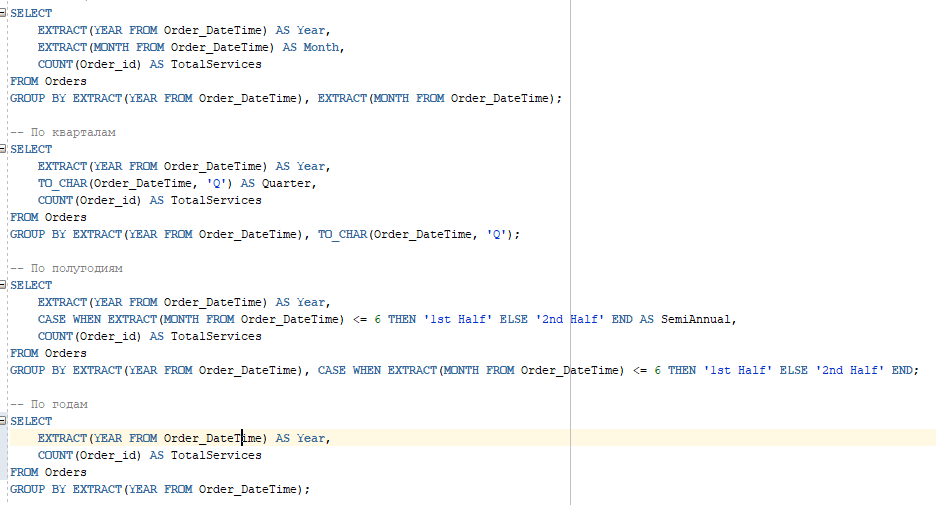 SELECT
EXTRACT(YEAR FROM Order_DateTime) AS Year,
EXTRACT(MONTH FROM Order_DateTime) AS Month,
COUNT(Order_id) AS TotalServices
FROM Orders
GROUP BY EXTRACT(YEAR FROM Order_DateTime), EXTRACT(MONTH FROM Order_DateTime);
-- По кварталам
SELECT
EXTRACT(YEAR FROM Order_DateTime) AS Year,
TO_CHAR(Order_DateTime, 'Q') AS Quarter,
COUNT(Order_id) AS TotalServices
FROM Orders
GROUP BY EXTRACT(YEAR FROM Order_DateTime), TO_CHAR(Order_DateTime, 'Q');
-- По полугодиям
SELECT
EXTRACT(YEAR FROM Order_DateTime) AS Year,
CASE WHEN EXTRACT(MONTH FROM Order_DateTime) <= 6 THEN '1st Half' ELSE '2nd Half' END AS SemiAnnual,
COUNT(Order_id) AS TotalServices
FROM Orders
GROUP BY EXTRACT(YEAR FROM Order_DateTime), CASE WHEN EXTRACT(MONTH FROM Order_DateTime) <= 6 THEN '1st Half' ELSE '2nd Half' END;
-- По годам
SELECT
EXTRACT(YEAR FROM Order_DateTime) AS Year,
COUNT(Order_id) AS TotalServices
FROM Orders
GROUP BY EXTRACT(YEAR FROM Order_DateTime);